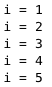 i = 1
i = 2
i = 3
i = 4
i = 5